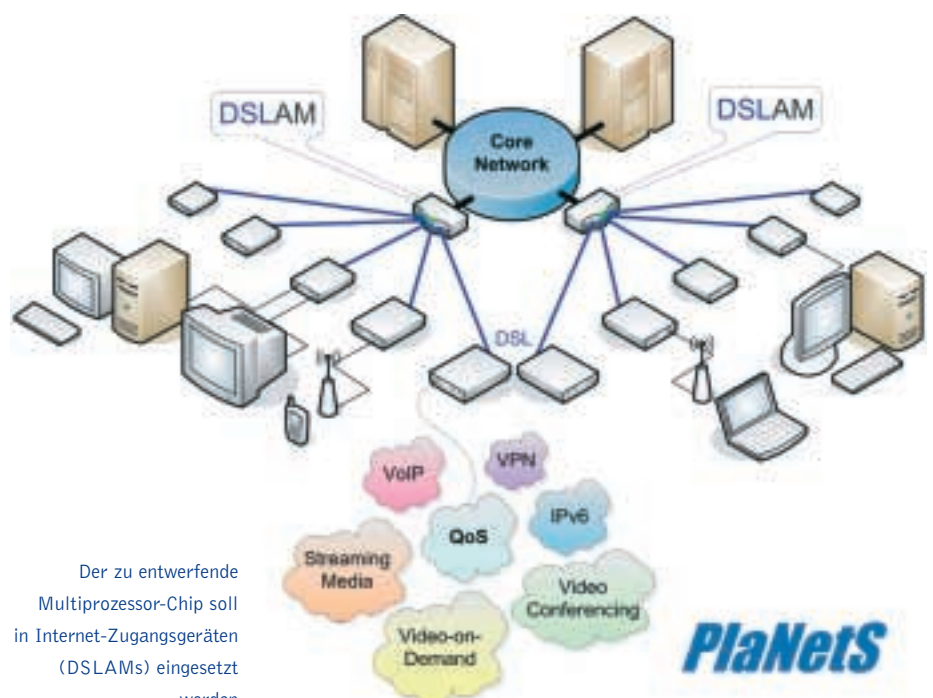 DSLAM
DSLAM
Core
Network
DSL
VoIP
VPN
IPv6
QoS
Streaming
Media
Video
Conferencing
Video-on-
Demand
Der zu entwerfende
Multiprozessor-Chip soll
in Internet-Zugangsgeräten
(DSLAMs) eingesetzt
PlaNetS